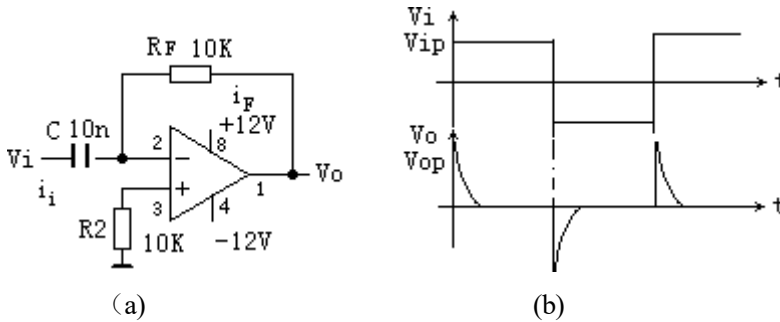 RF 10K
iF
C 10n
+12V
Vi
2
8
1
Vo
ii
3
4
R2
10K
-12V
(a)
Vi
Vip
t
Vo
Vop
t
(b)